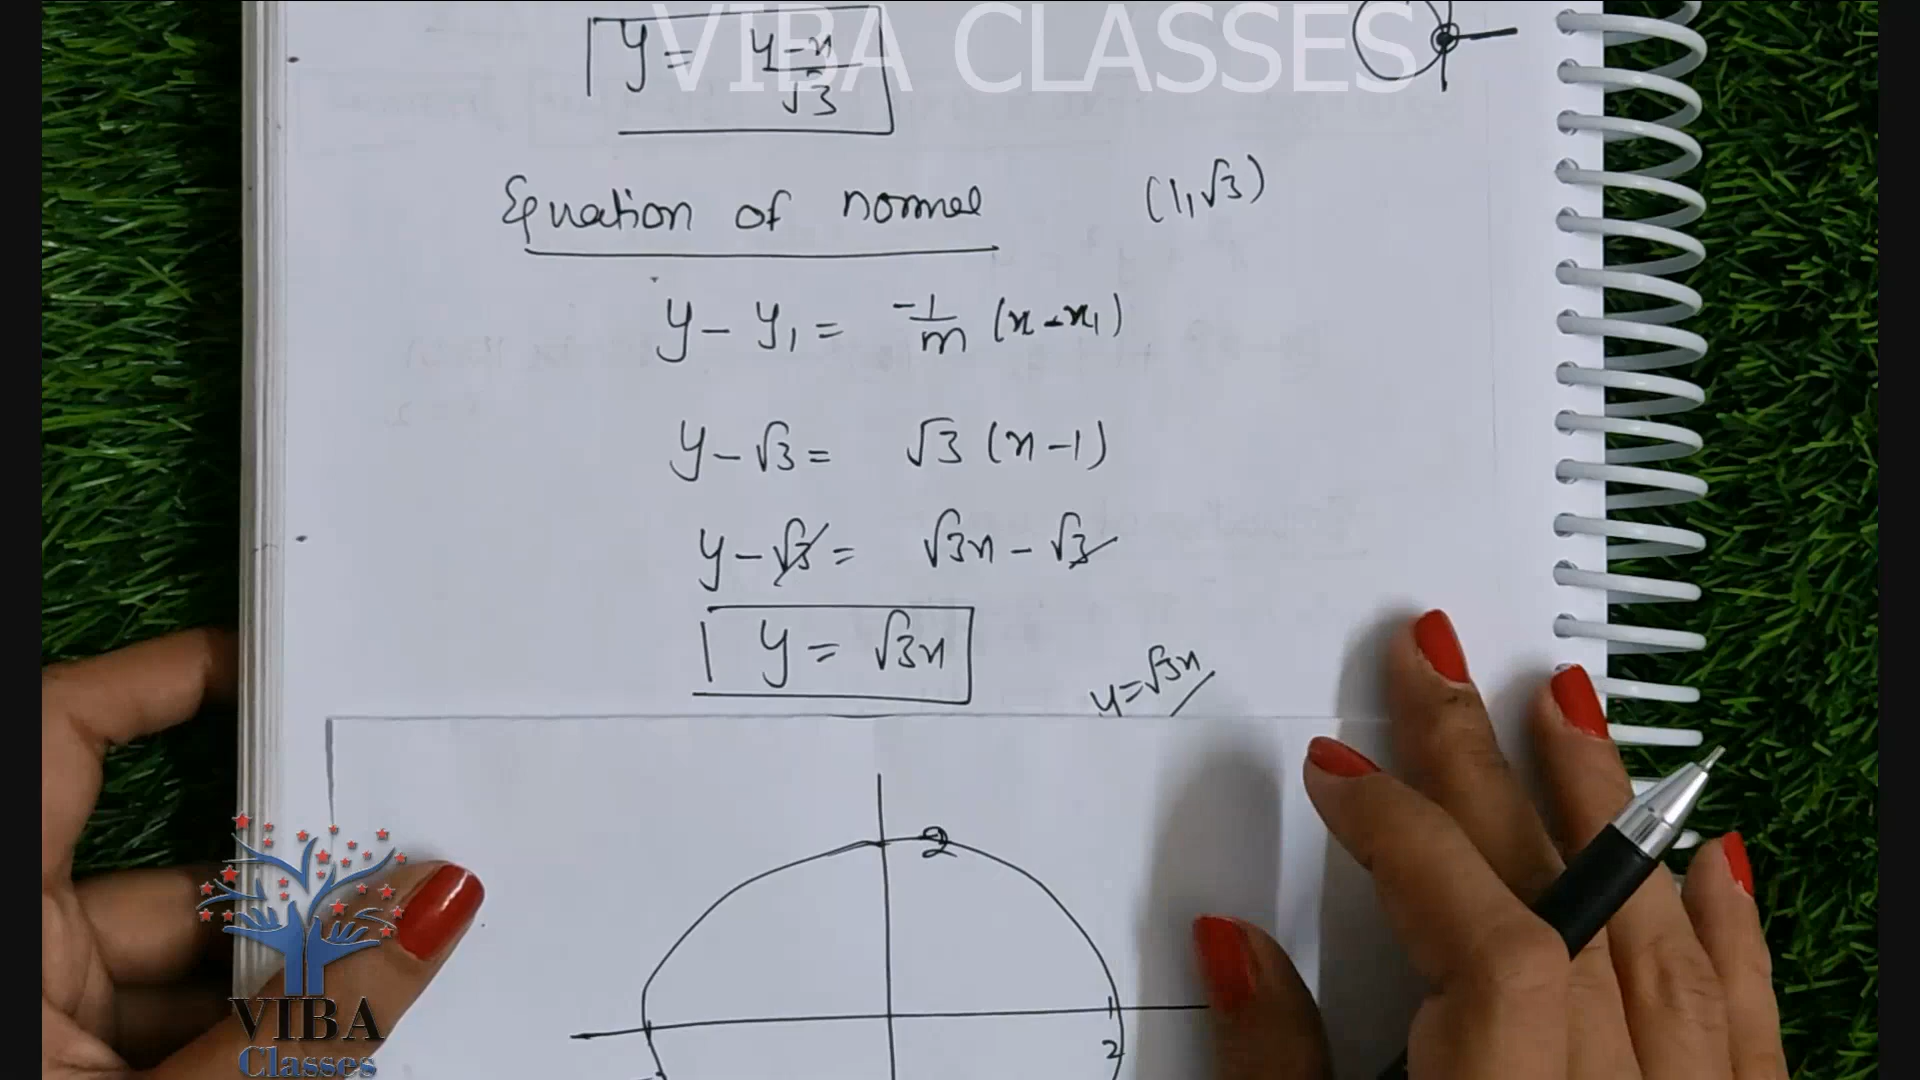 VIBA CLASSES
y = 4-x/√3
Equation of normal (1,√3)
y - y₁ = -1/m (x-x₁)
y-√3 = √3 (x-1)
y-√3 = √3x - √3
y = √3x
y=√3x
2
2
VIBA
Classes